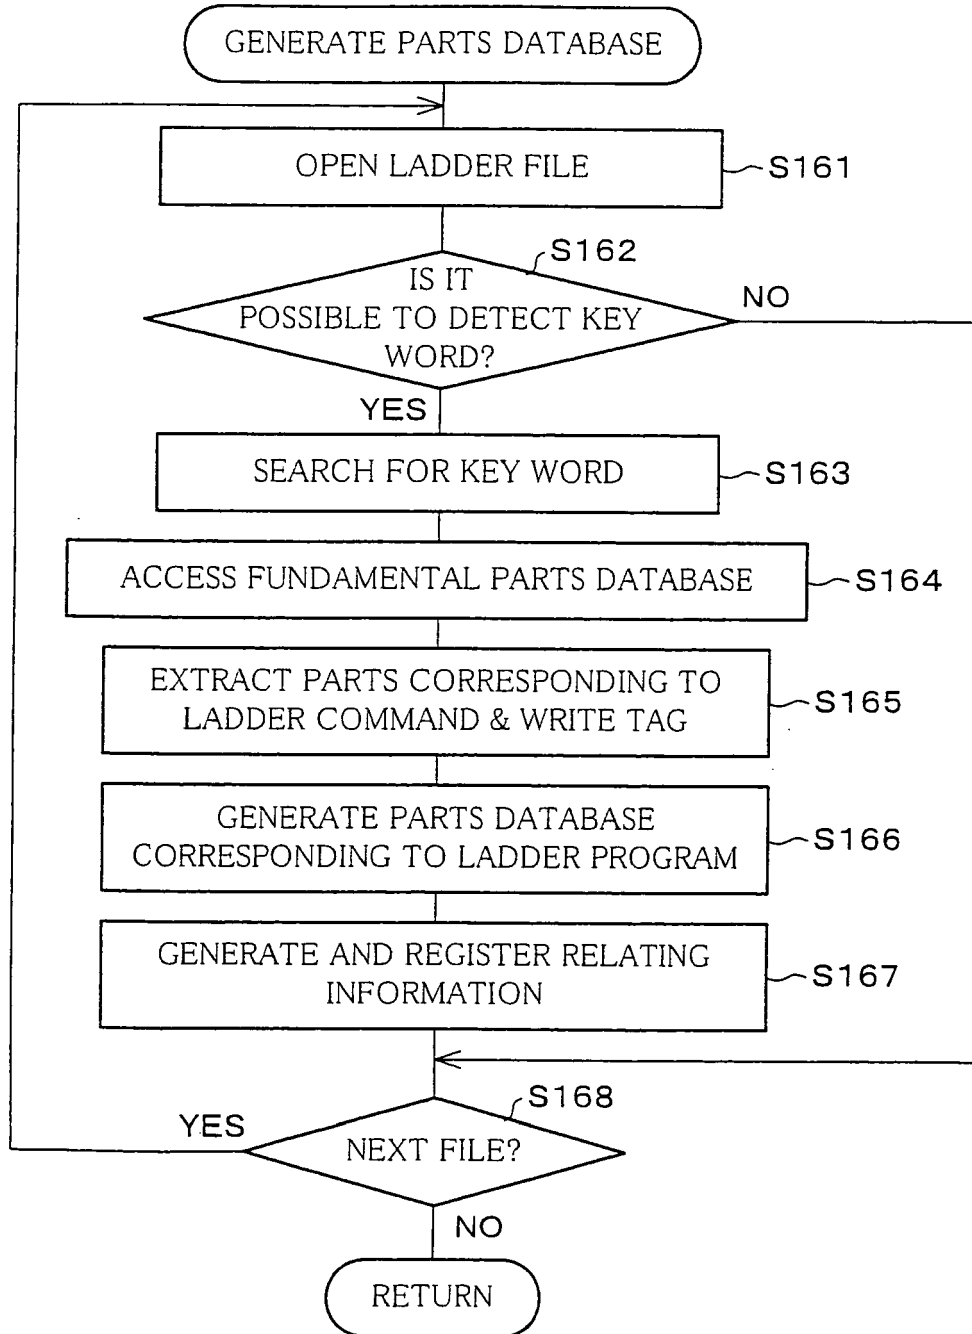 GENERATE PARTS DATABASE
OPEN LADDER FILE
S161
S162
IS IT
POSSIBLE TO DETECT KEY
WORD?
NO
YES
SEARCH FOR KEY WORD
S163
ACCESS FUNDAMENTAL PARTS DATABASE
S164
EXTRACT PARTS CORRESPONDING TO
LADDER COMMAND & WRITE TAG
S165
GENERATE PARTS DATABASE
CORRESPONDING TO LADDER PROGRAM
S166
GENERATE AND REGISTER RELATING
INFORMATION
S167
S168
YES
NEXT FILE?
NO
RETURN